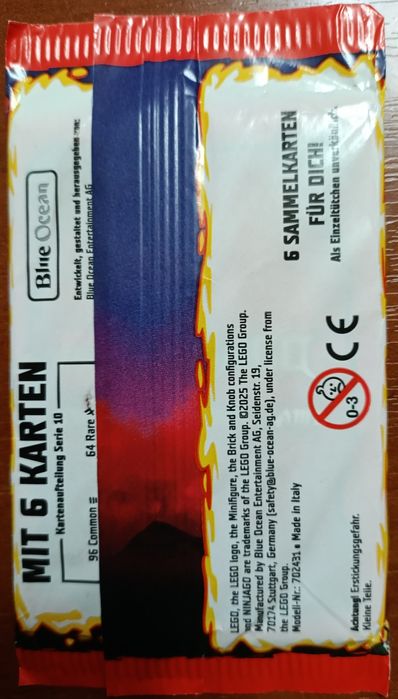 MIT 6 KARTEN
Kartenaufteilung Serie 10
96 Common
64 Rare
Blue Ocean
Entwickelt, gestaltet und herausgegeben von:
Blue Ocean Entertainment AG
6 SAMMELKARTEN
FÜR DICH!
Als Einzeltütchen unverkäuflich.
0-3
CE
LEGO, the LEGO logo, the Minifigure, the Brick and Knob configurations
and NINJAGO are trademarks of the LEGO Group. ©2025 The LEGO Group.
Manufactured by Blue Ocean Entertainment AG, Seidenstr. 19,
70174 Stuttgart, Germany [safety@blue-ocean-ag.de], under license from
the LEGO Group.
Modell-Nr.: 702431 • Made in Italy
Achtung! Erstickungsgefahr.
Kleine Teile.